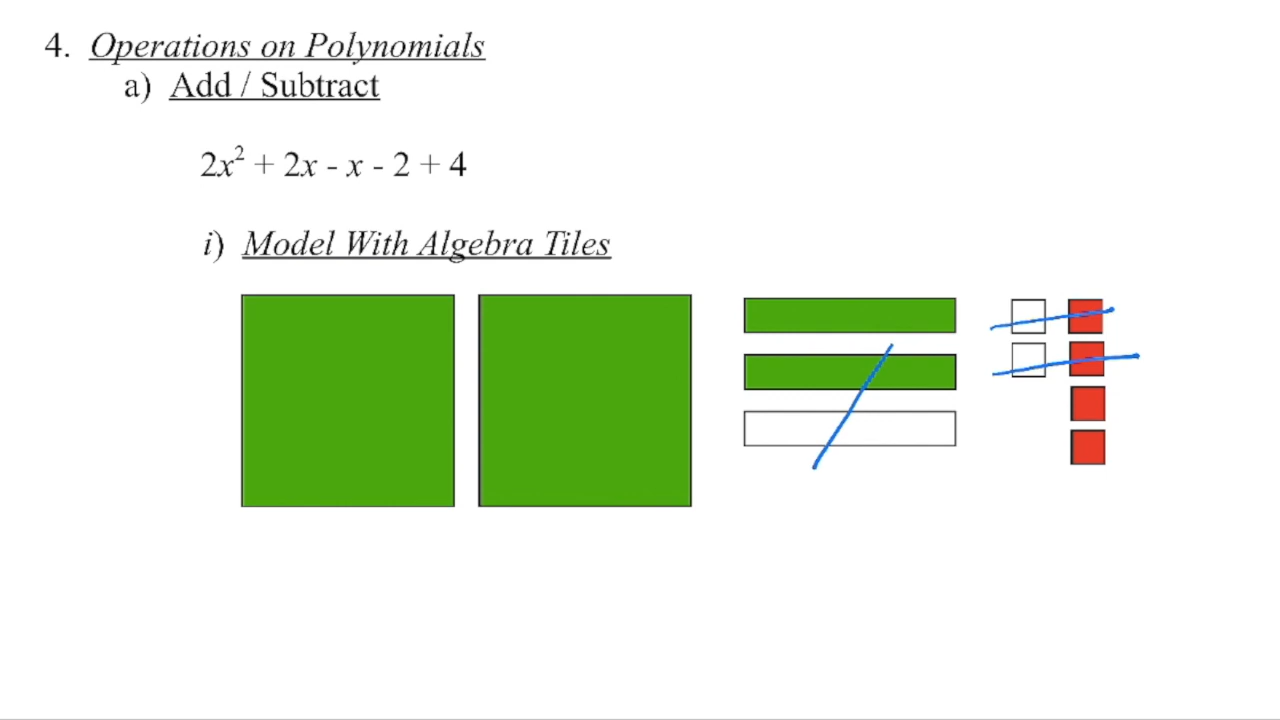 4. Operations on Polynomials
a) Add / Subtract
2x² + 2x - x - 2 + 4
i) Model With Algebra Tiles